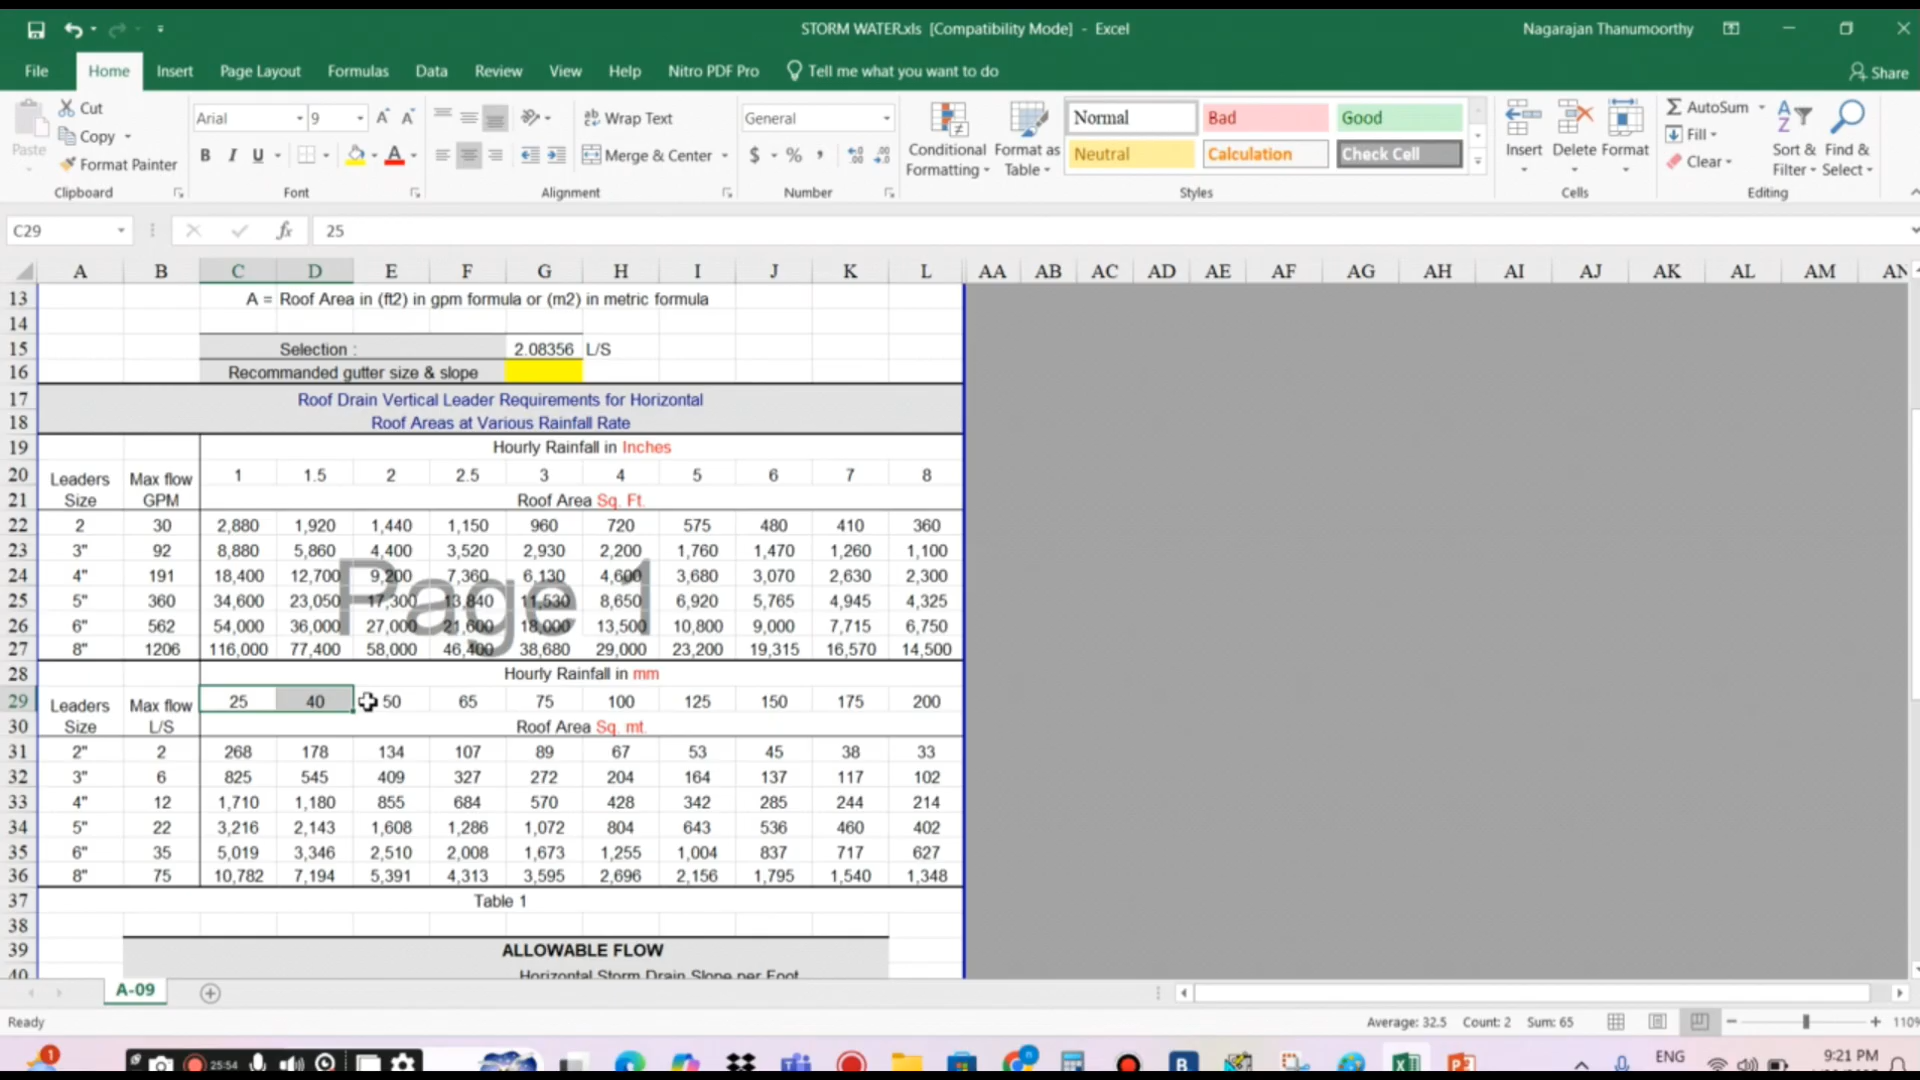 STORM WATER.xls [Compatibility Mode] - Excel
Nagarajan Thanumoorthy
File Home Insert Page Layout Formulas Data Review View Help Nitro PDF Pro Tell me what you want to do Share
Paste Cut Copy Format Painter Clipboard
Arial 9 B I U A Font
Wrap Text Merge & Center Alignment
General $ % , Number
Conditional Formatting Format as Table
Normal Bad Good
Neutral Calculation Check Cell
Styles
Insert Delete Format Cells
AutoSum Fill Clear Sort & Filter Find & Select Editing
C29 fx 25
A B C D E F G H I J K L AA AB AC AD AE AF AG AH AI AJ AK AL AM AN
13 A = Roof Area in (ft2) in gpm formula or (m2) in metric formula
14
15 Selection : 2.08356 L/S
16 Recommanded gutter size & slope
17 Roof Drain Vertical Leader Requirements for Horizontal
18 Roof Areas at Various Rainfall Rate
19 Hourly Rainfall in Inches
20 Leaders Max flow 1 1.5 2 2.5 3 4 5 6 7 8
21 Size GPM Roof Area Sq. Ft.
22 2 30 2,880 1,920 1,440 1,150 960 720 575 480 410 360
23 3" 92 8,880 5,860 4,400 3,520 2,930 2,200 1,760 1,470 1,260 1,100
24 4" 191 18,400 12,700 9,200 7,360 6,130 4,600 3,680 3,070 2,630 2,300
25 5" 360 34,600 23,050 17,300 13,840 11,530 8,650 6,920 5,765 4,945 4,325
26 6" 562 54,000 36,000 27,000 21,600 18,000 13,500 10,800 9,000 7,715 6,750
27 8" 1206 116,000 77,400 58,000 46,400 38,680 29,000 23,200 19,315 16,570 14,500
Page 1
28 Hourly Rainfall in mm
29 Leaders Max flow 25 40 50 65 75 100 125 150 175 200
30 Size L/S Roof Area Sq. mt.
31 2" 2 268 178 134 107 89 67 53 45 38 33
32 3" 6 825 545 409 327 272 204 164 137 117 102
33 4" 12 1,710 1,180 855 684 570 428 342 285 244 214
34 5" 22 3,216 2,143 1,608 1,286 1,072 804 643 536 460 402
35 6" 35 5,019 3,346 2,510 2,008 1,673 1,255 1,004 837 717 627
36 8" 75 10,782 7,194 5,391 4,313 3,595 2,696 2,156 1,795 1,540 1,348
37 Table 1
38
39 ALLOWABLE FLOW
40 Horizontal Storm Drain Slope per Foot
A-09
Ready Average: 32.5 Count: 2 Sum: 65 110%
1 25:54 ENG 9:21 PM